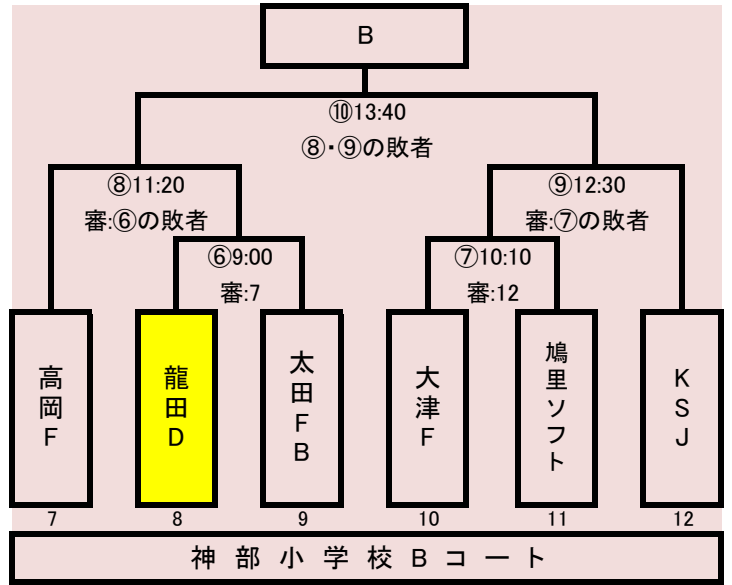 B
⑩13:40
⑧・⑨の敗者
⑧11:20
審:⑥の敗者
⑨12:30
審:⑦の敗者
⑥9:00
審:7
⑦10:10
審:12
高岡F
龍田D
太田FB
大津F
鳩里ソフト
KSJ
7 8 9 10 11 12
神部小学校Bコート